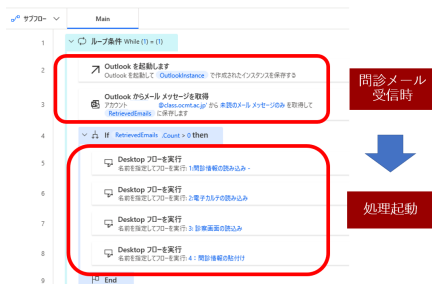 サブフロー Main
1 ループ条件 While (1) = (1)
2 Outlook を起動します
Outlook を起動して OutlookInstance で作成されたインスタンスを保存する
3 Outlook からメール メッセージを取得
アカウント @class.ocmt.ac.jp' から 未読のメール メッセージのみ を取得して
RetrievedEmails に保存します
4 If RetrievedEmails .Count > 0 then
5 Desktop フローを実行
名前を指定してフローを実行: 1:問診情報の読み込み -
6 Desktop フローを実行
名前を指定してフローを実行: 2:電子カルテの読み込み
7 Desktop フローを実行
名前を指定してフローを実行: 3: 診察画面の読込み
8 Desktop フローを実行
名前を指定してフローを実行: 4：問診情報の貼付け
9 End
問診メール
受信時
処理起動